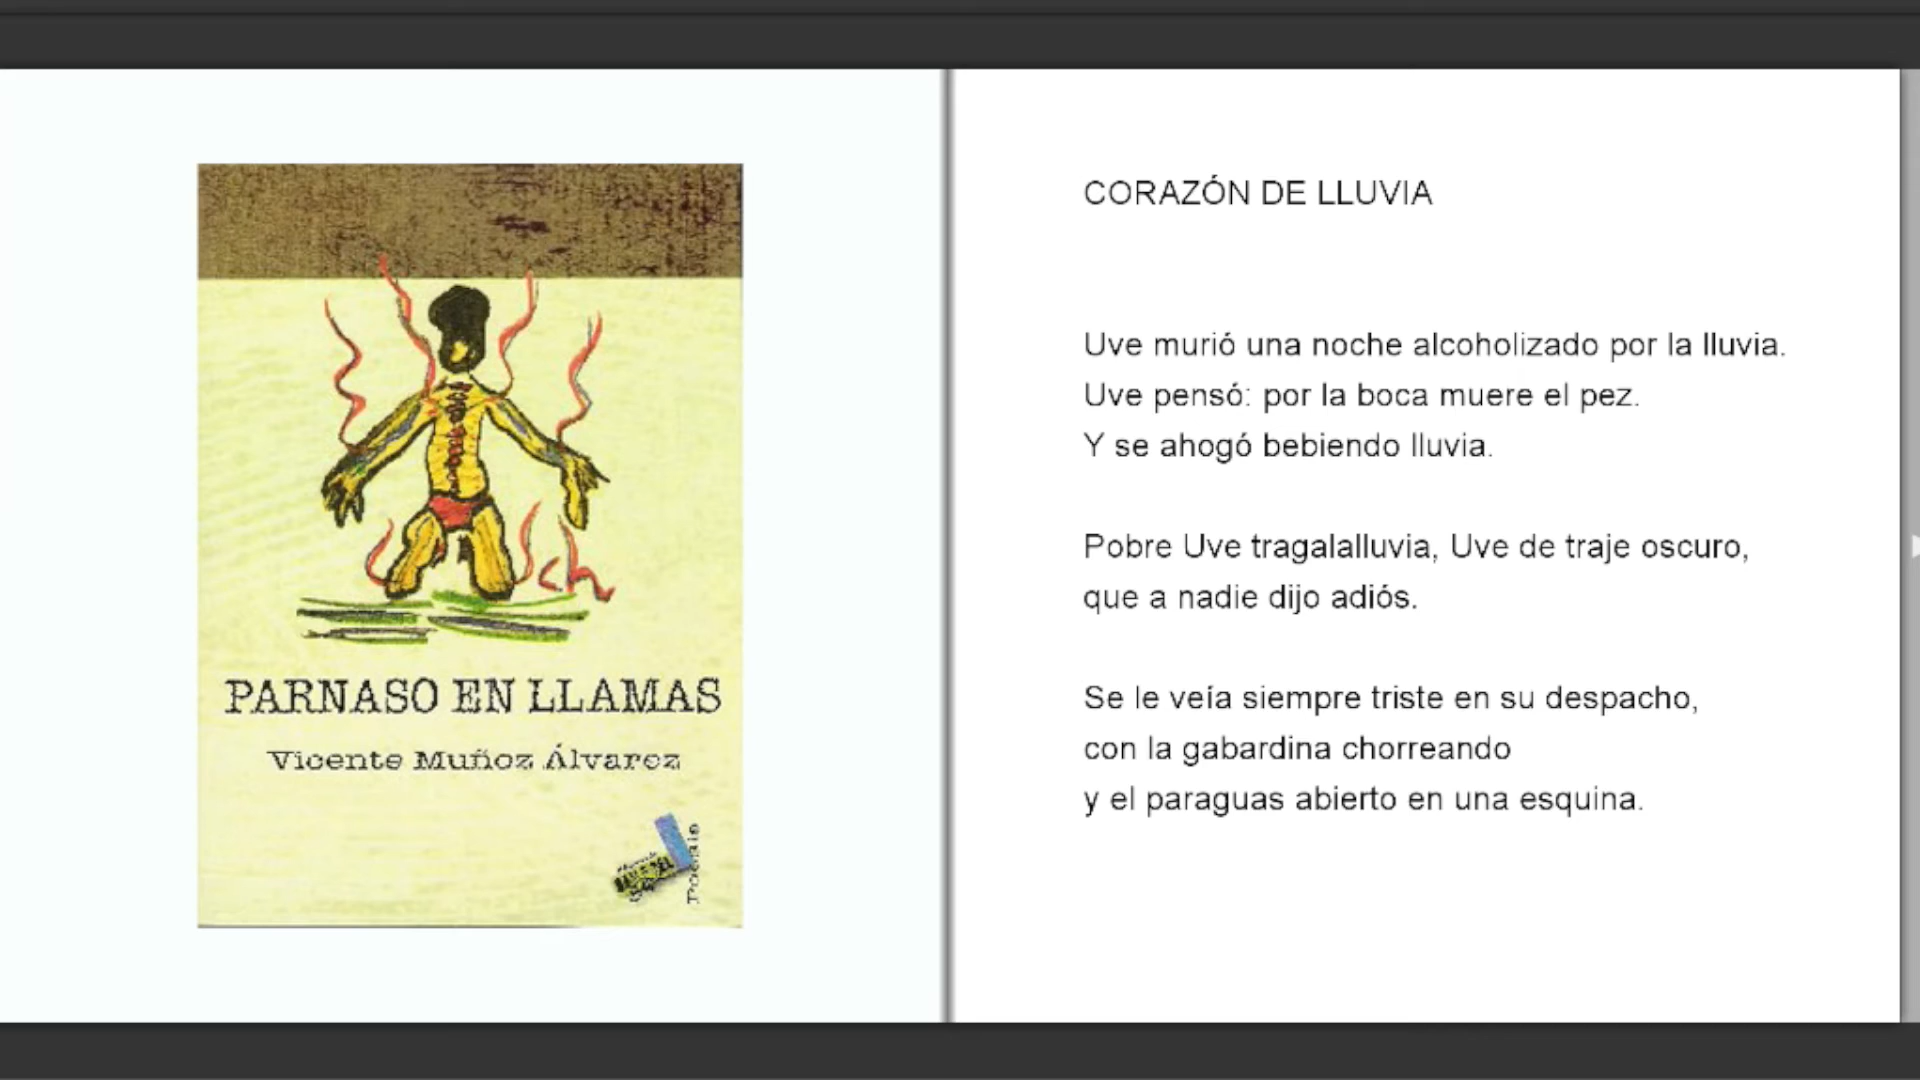 PARNASO EN LLAMAS
Vicente Muñoz Álvarez
Poesía
ch
CORAZÓN DE LLUVIA
Uve murió una noche alcoholizado por la lluvia.
Uve pensó: por la boca muere el pez.
Y se ahogó bebiendo lluvia.
Pobre Uve tragalalluvia, Uve de traje oscuro,
que a nadie dijo adiós.
Se le veía siempre triste en su despacho,
con la gabardina chorreando
y el paraguas abierto en una esquina.